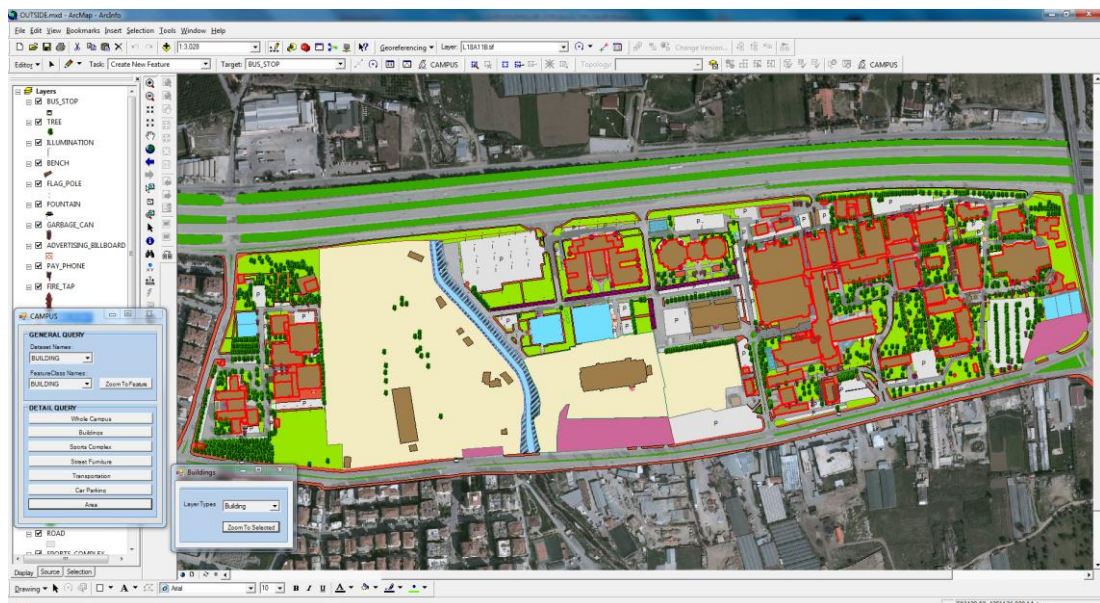 OUTSIDE.mxd - ArcMap - ArcInfo
File Edit View Bookmarks Insert Selection Tools Window Help
1:3.028 Georeferencing Layer: L18A11B.tif Change Version...
Editor Task: Create New Feature Target: BUS_STOP CAMPUS Topology: CAMPUS
Layers
BUS_STOP
TREE
ILLUMINATION
BENCH
FLAG_POLE
FOUNTAIN
GARBAGE_CAN
ADVERTISING_BILLBOARD
PAY_PHONE
FIRE_TAP
CAMPUS
GENERAL QUERY
Dataset Names:
BUILDING
FeatureClass Names:
BUILDING Zoom To Feature
DETAIL QUERY
Whole Campus
Buildings
Sports Complex
Street Furniture
Transportation
Car Parking
Area
Buildings
Layer Types Building
Zoom To Selected
ROAD
SPORTS_COMPLEX
Display Source Selection
Drawing A Arial 10 B I U A